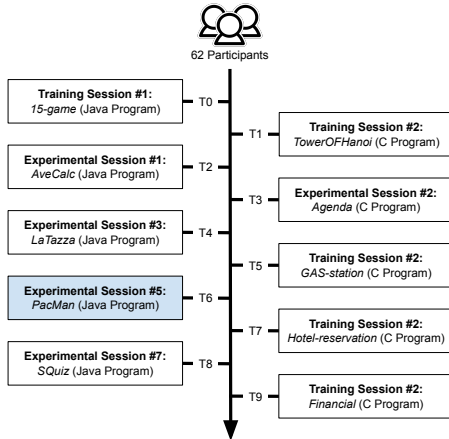 62 Participants
Training Session #1:
15-game (Java Program)
T0
T1
Training Session #2:
TowerOFHanoi (C Program)
Experimental Session #1:
AveCalc (Java Program)
T2
T3
Experimental Session #2:
Agenda (C Program)
Experimental Session #3:
LaTazza (Java Program)
T4
T5
Training Session #2:
GAS-station (C Program)
Experimental Session #5:
PacMan (Java Program)
T6
T7
Training Session #2:
Hotel-reservation (C Program)
Experimental Session #7:
SQuiz (Java Program)
T8
T9
Training Session #2:
Financial (C Program)